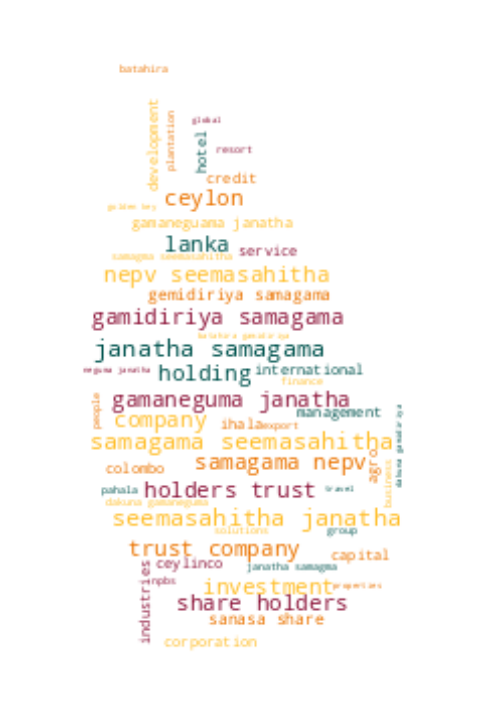 batahira
development
plantation
global
hotel
resort
credit
ceylon
golden key
gamaneguama janatha
lanka
service
samagma seemasahitha
nepv seemasahitha
gemidiriya samagama
gamidiriya samagama
batahira gamidiriya
janatha samagama
neguma janatha
holding
international
finance
gamaneguma janatha
people
management
company
ihala
export
samagama seemasahitha
dakuna gamidiriya
samagama nepv
agro
colombo
business
pahala
holders trust
travel
dakuna gamaneguma
seemasahitha janatha
solutions
group
trust company
capital
industries
ceylinco
janatha samagma
npbs
investment
properties
share holders
sanasa share
corporation